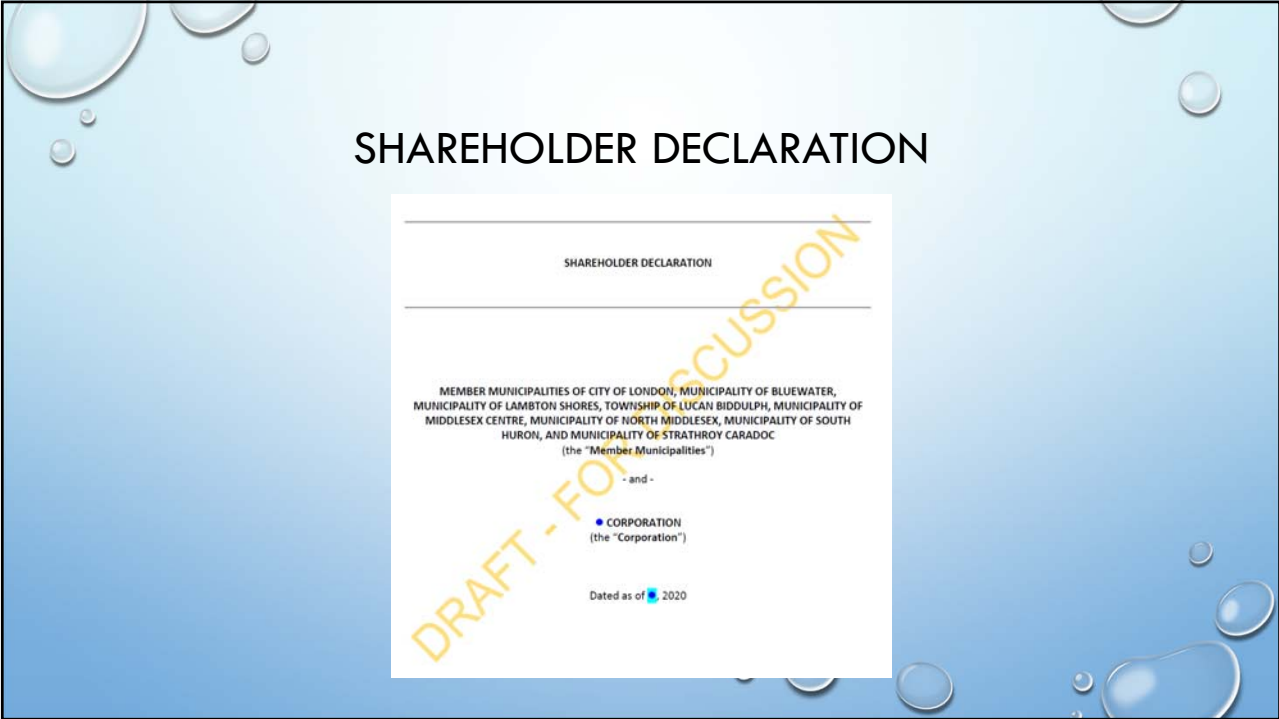 SHAREHOLDER DECLARATION
SHAREHOLDER DECLARATION
MEMBER MUNICIPALITIES OF CITY OF LONDON, MUNICIPALITY OF BLUEWATER,
MUNICIPALITY OF LAMBTON SHORES, TOWNSHIP OF LUCAN BIDDULPH, MUNICIPALITY OF
MIDDLESEX CENTRE, MUNICIPALITY OF NORTH MIDDLESEX, MUNICIPALITY OF SOUTH
HURON, AND MUNICIPALITY OF STRATHROY CARADOC
(the “Member Municipalities”)
- and -
● CORPORATION
(the “Corporation”)
Dated as of ●, 2020
DRAFT - FOR DISCUSSION